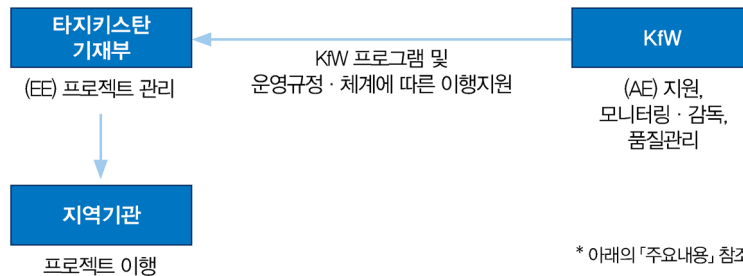 타지키스탄
기재부
KfW
KfW 프로그램 및
운영규정 · 체계에 따른 이행지원
(EE) 프로젝트 관리
(AE) 지원,
모니터링 · 감독,
품질관리
지역기관
프로젝트 이행
* 아래의 「주요내용」 참조